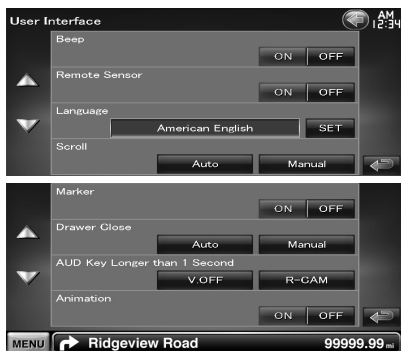 User Interface
AM
12:34
Beep
ON OFF
Remote Sensor
ON OFF
Language
American English SET
Scroll
Auto Manual
Marker
ON OFF
Drawer Close
Auto Manual
AUD Key Longer than 1 Second
V.OFF R-CAM
Animation
ON OFF
MENU Ridgeview Road 99999.99 mi